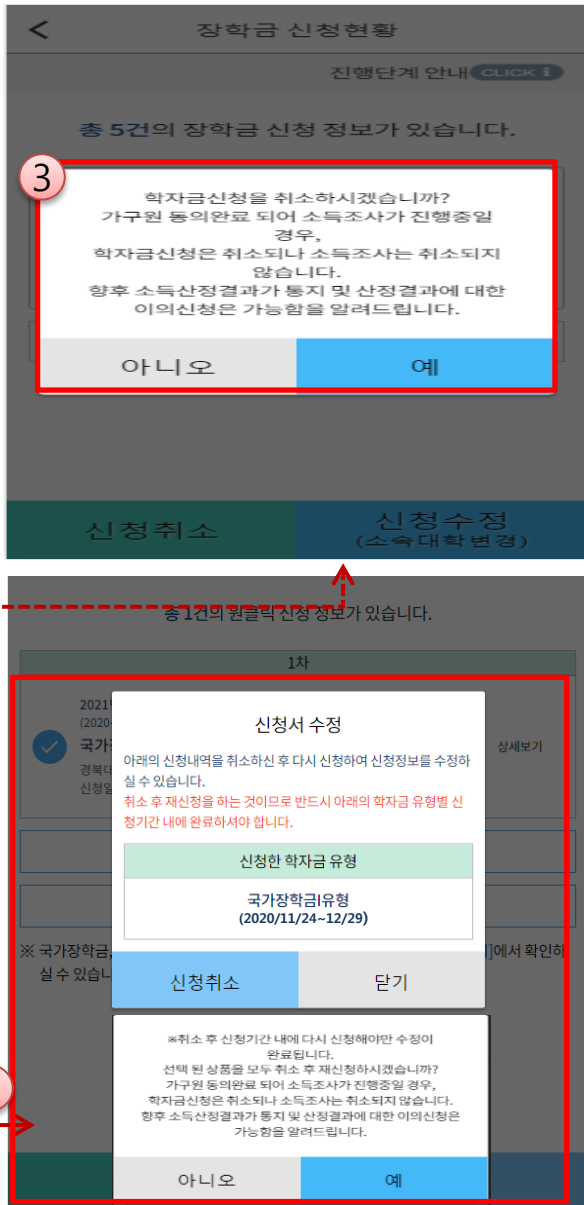 장학금 신청현황
진행단계 안내 CLICK i
총 5건의 장학금 신청 정보가 있습니다.
3
학자금신청을 취소하시겠습니까?
가구원 동의완료 되어 소득조사가 진행중일
경우,
학자금신청은 취소되나 소득조사는 취소되지
않습니다.
향후 소득산정결과가 통지 및 산정결과에 대한
이의신청은 가능함을 알려드립니다.
아니오 예
신청취소 신청수정
(소속대학변경)
총 1건의 원클릭 신청 정보가 있습니다.
1차
2021
(2020-
국가
경북대
신청일
상세보기
신청서 수정
아래의 신청내역을 취소하신 후 다시 신청하여 신청정보를 수정하
실 수 있습니다.
취소 후 재신청을 하는 것이므로 반드시 아래의 학자금 유형별 신
청기간 내에 완료하셔야 합니다.
신청한 학자금 유형
국가장학금I유형
(2020/11/24~12/29)
※ 국가장학금, ]에서 확인하
실 수 있습니
신청취소 닫기
※취소 후 신청기간 내에 다시 신청해야만 수정이
완료됩니다.
선택 된 상품을 모두 취소 후 재신청하시겠습니까?
가구원 동의완료 되어 소득조사가 진행중일 경우,
학자금신청은 취소되나 소득조사는 취소되지 않습니다.
향후 소득산정결과가 통지 및 산정결과에 대한 이의신청은
가능함을 알려드립니다.
아니오 예